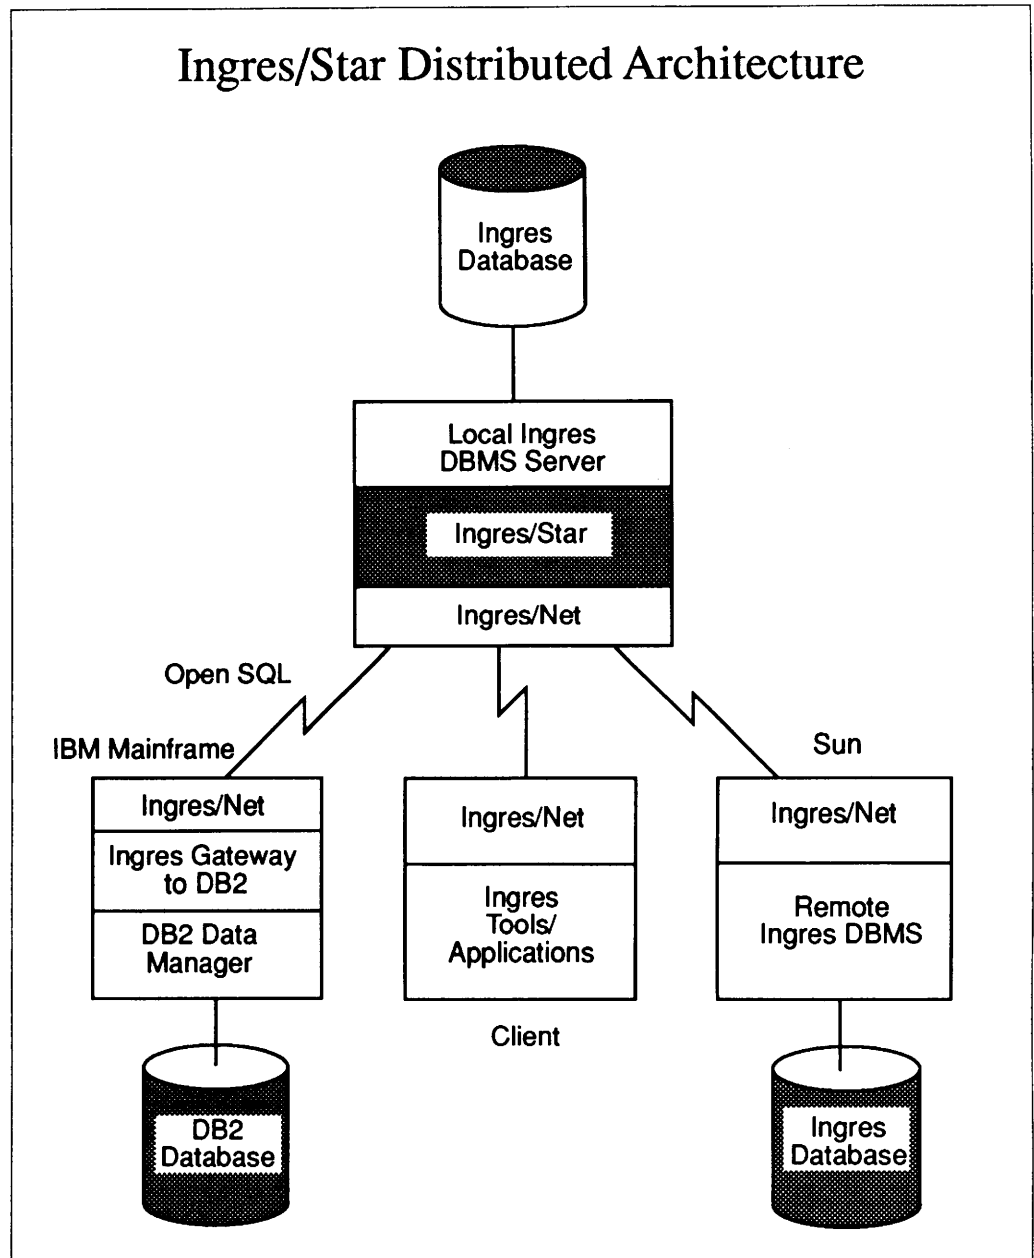 Ingres/Star Distributed Architecture
Ingres
Database
Local Ingres
DBMS Server
Ingres/Star
Ingres/Net
Open SQL
IBM Mainframe
Sun
Ingres/Net
Ingres Gateway
to DB2
DB2 Data
Manager
Ingres/Net
Ingres
Tools/
Applications
Ingres/Net
Remote
Ingres DBMS
Client
DB2
Database
Ingres
Database